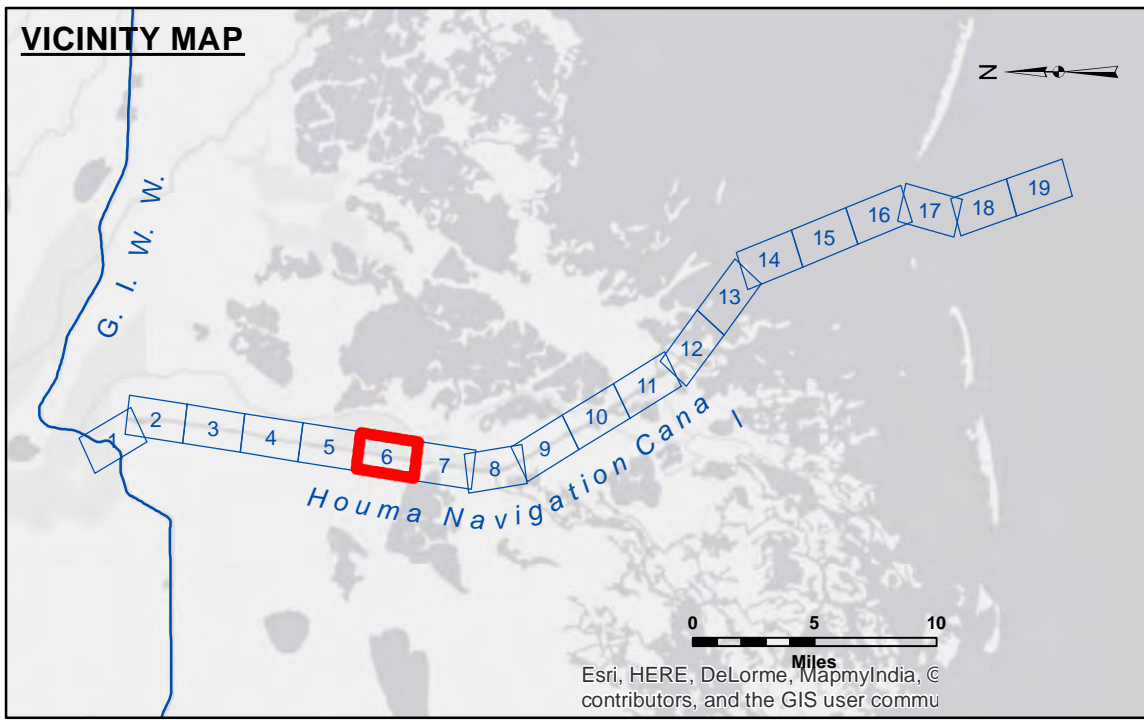 VICINITY MAP
N
G. I. W. W.
1
2
3
4
5
6
7
8
9
10
11
12
13
14
15
16
17
18
19
Houma Navigation Canal
0 5 10
Miles
Esri, HERE, DeLorme, MapmyIndia, ©
contributors, and the GIS user commu